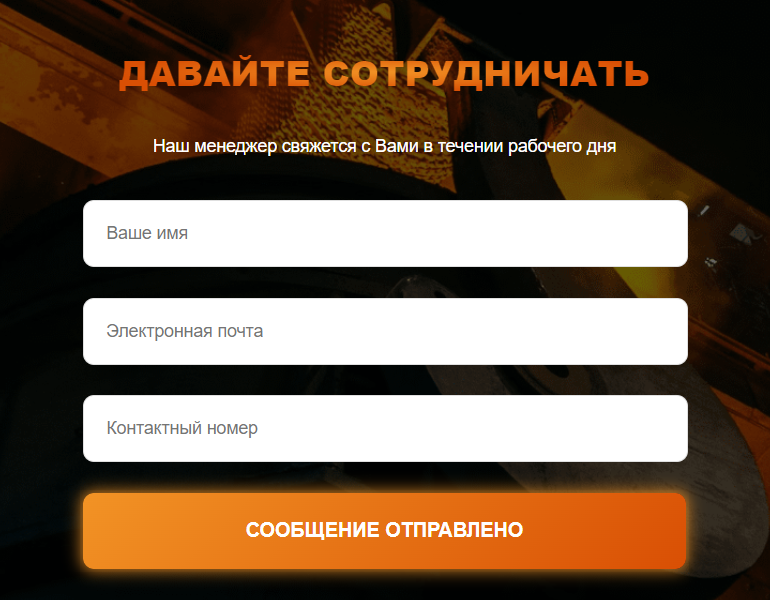 ДАВАЙТЕ СОТРУДНИЧАТЬ
Наш менеджер свяжется с Вами в течении рабочего дня
Ваше имя
Электронная почта
Контактный номер
СООБЩЕНИЕ ОТПРАВЛЕНО